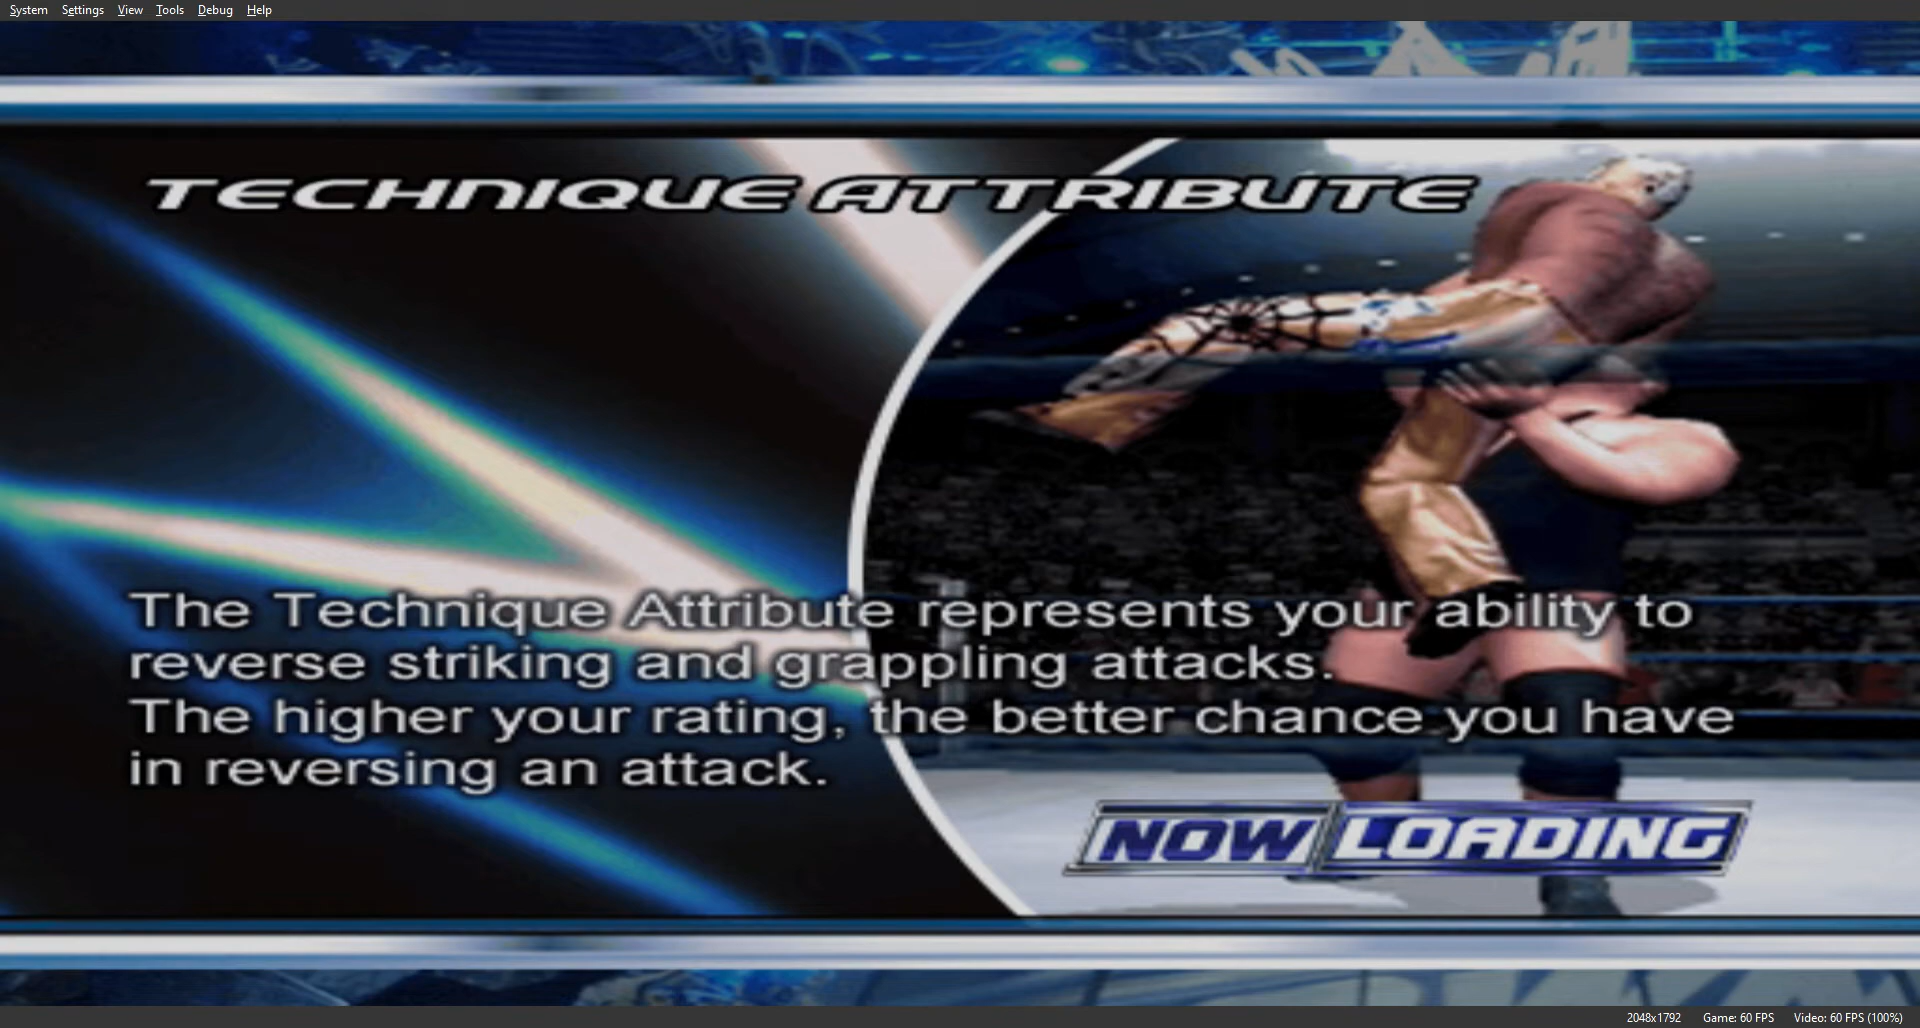 System Settings View Tools Debug Help
TECHNIQUE ATTRIBUTE
The Technique Attribute represents your ability to
reverse striking and grappling attacks.
The higher your rating, the better chance you have
in reversing an attack.
NOW LOADING
2048x1792 Game: 60 FPS Video: 60 FPS (100%)